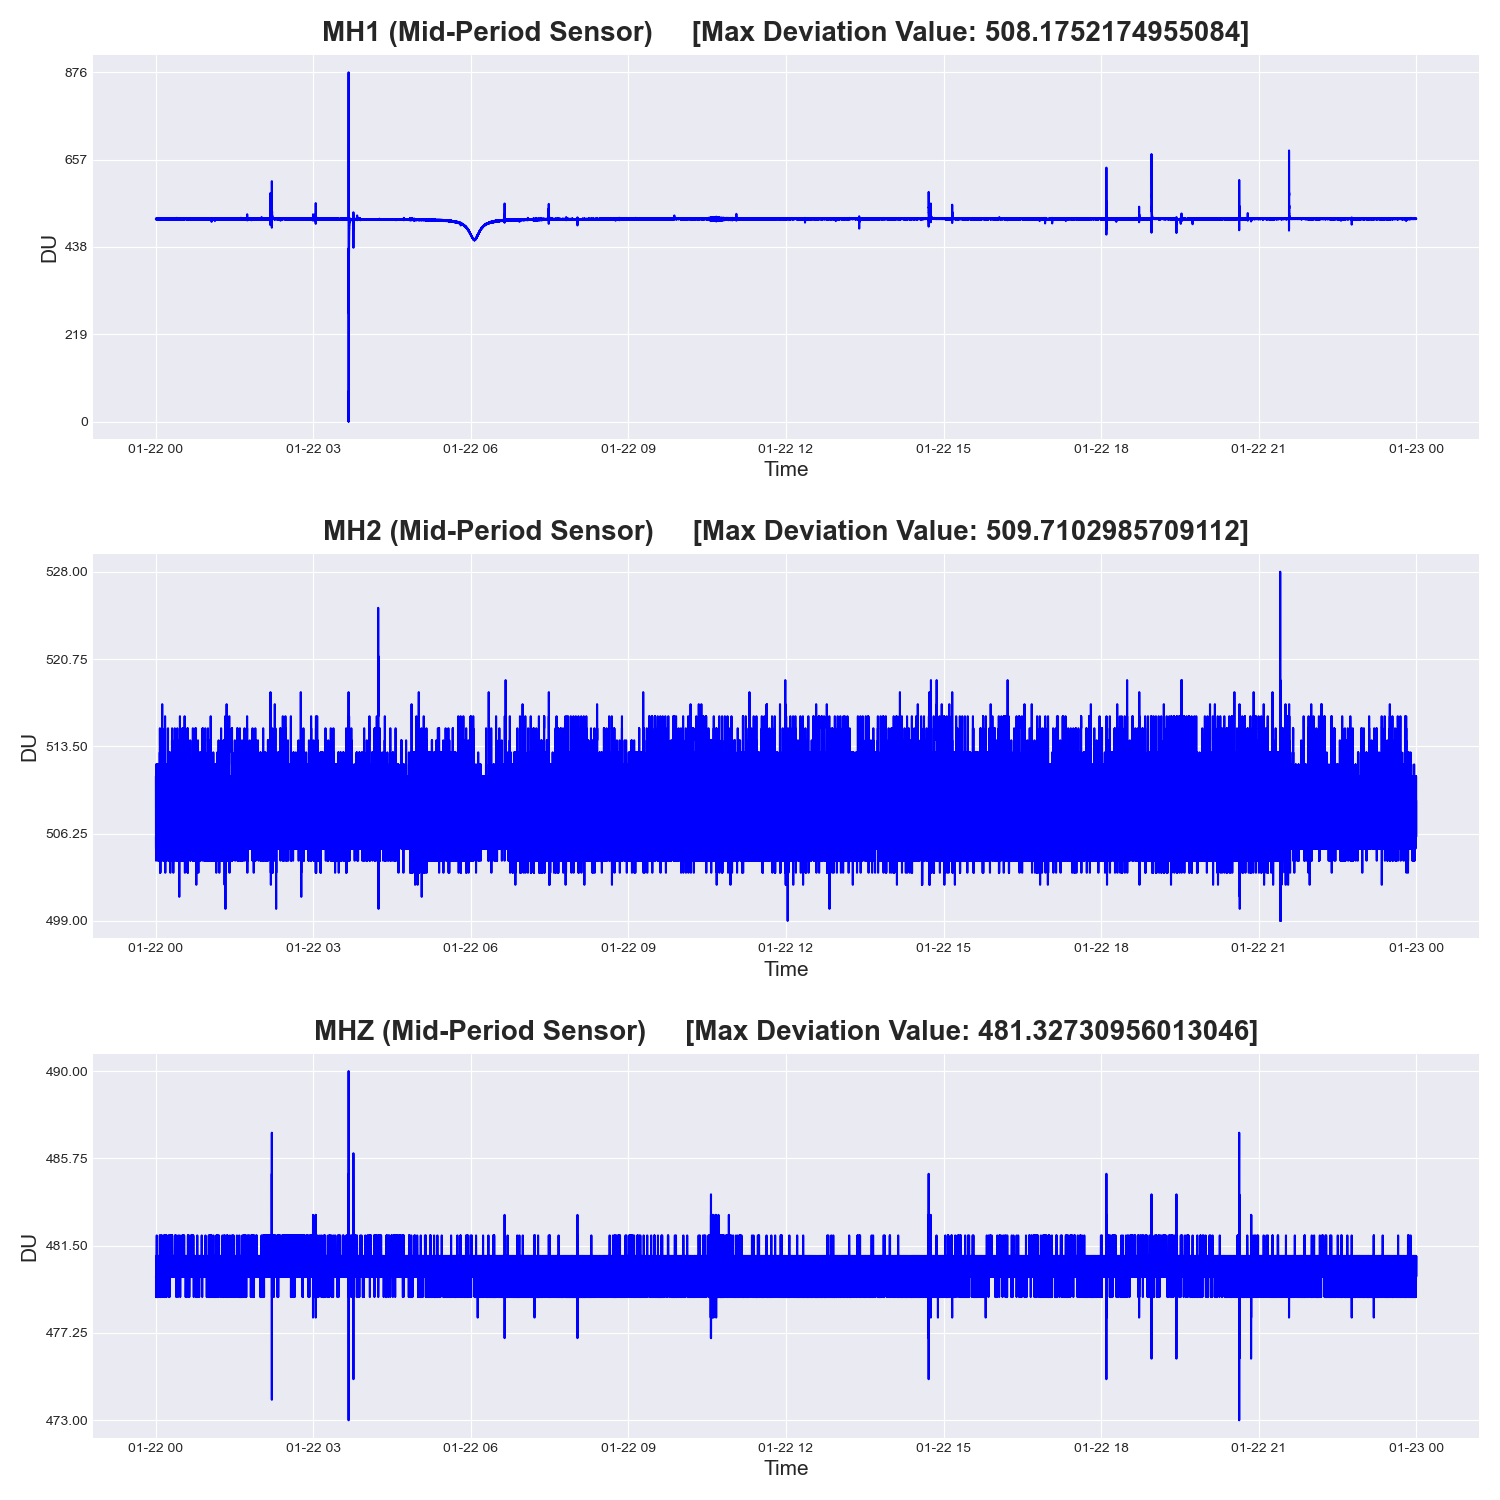 MH1 (Mid-Period Sensor) [Max Deviation Value: 508.1752174955084]
876
657
438
219
0
DU
01-22 00 01-22 03 01-22 06 01-22 09 01-22 12 01-22 15 01-22 18 01-22 21 01-23 00
Time
MH2 (Mid-Period Sensor) [Max Deviation Value: 509.7102985709112]
528.00
520.75
513.50
506.25
499.00
DU
01-22 00 01-22 03 01-22 06 01-22 09 01-22 12 01-22 15 01-22 18 01-22 21 01-23 00
Time
MHZ (Mid-Period Sensor) [Max Deviation Value: 481.32730956013046]
490.00
485.75
481.50
477.25
473.00
DU
01-22 00 01-22 03 01-22 06 01-22 09 01-22 12 01-22 15 01-22 18 01-22 21 01-23 00
Time